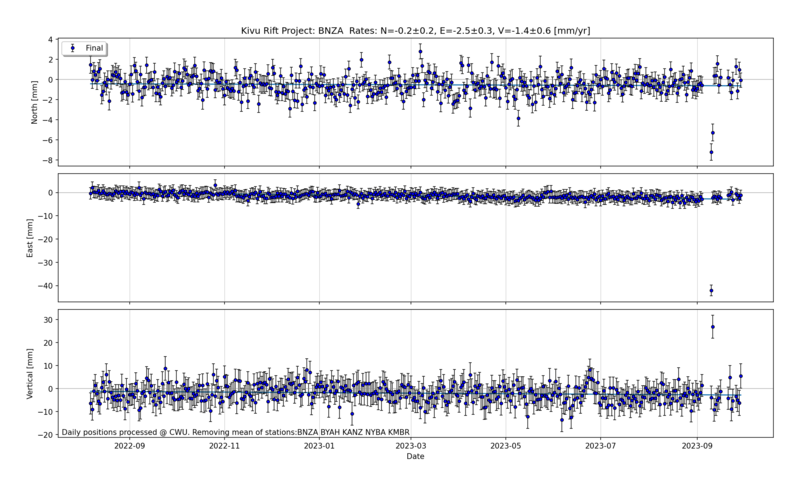 Kivu Rift Project: BNZA  Rates: N=-0.2±0.2, E=-2.5±0.3, V=-1.4±0.6 [mm/yr]
Final
4
2
0
−2
−4
−6
−8
North [mm]
0
−10
−20
−30
−40
East [mm]
30
20
10
0
−10
−20
Vertical [mm]
Daily positions processed @ CWU. Removing mean of stations:BNZA BYAH KANZ NYBA KMBR
2022-09 2022-11 2023-01 2023-03 2023-05 2023-07 2023-09
Date